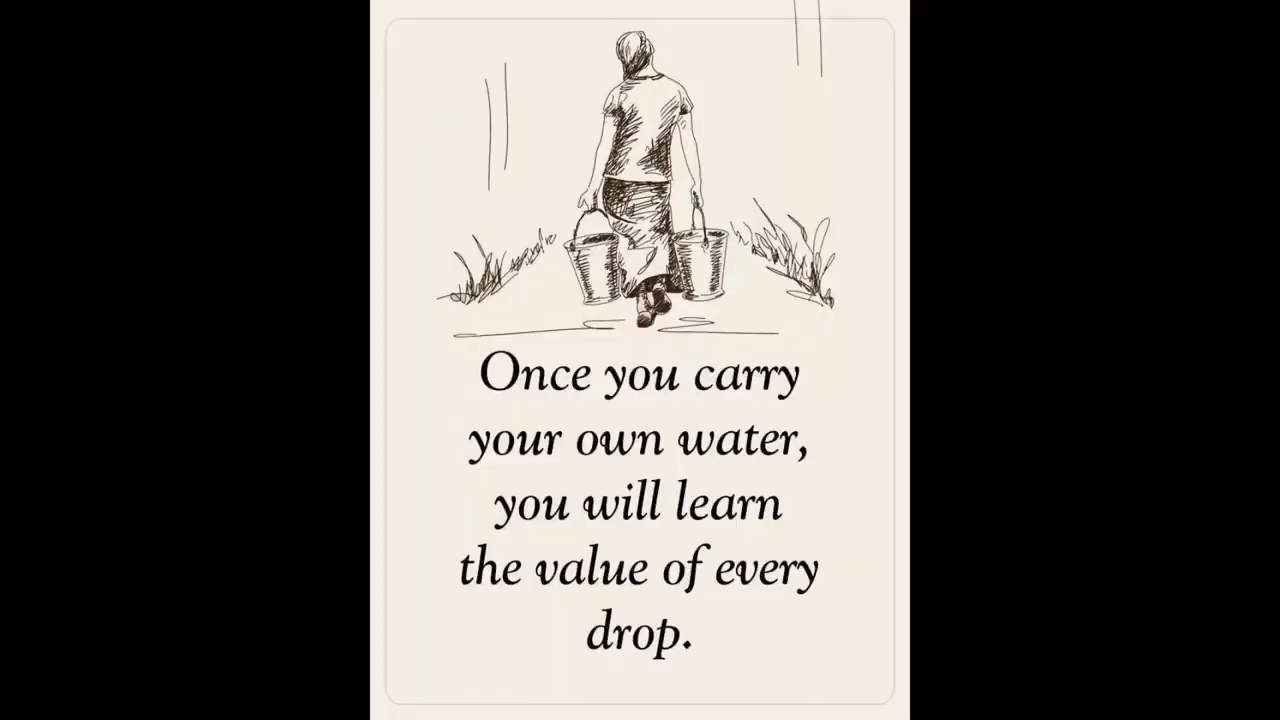 Once you carry
your own water,
you will learn
the value of every
drop.